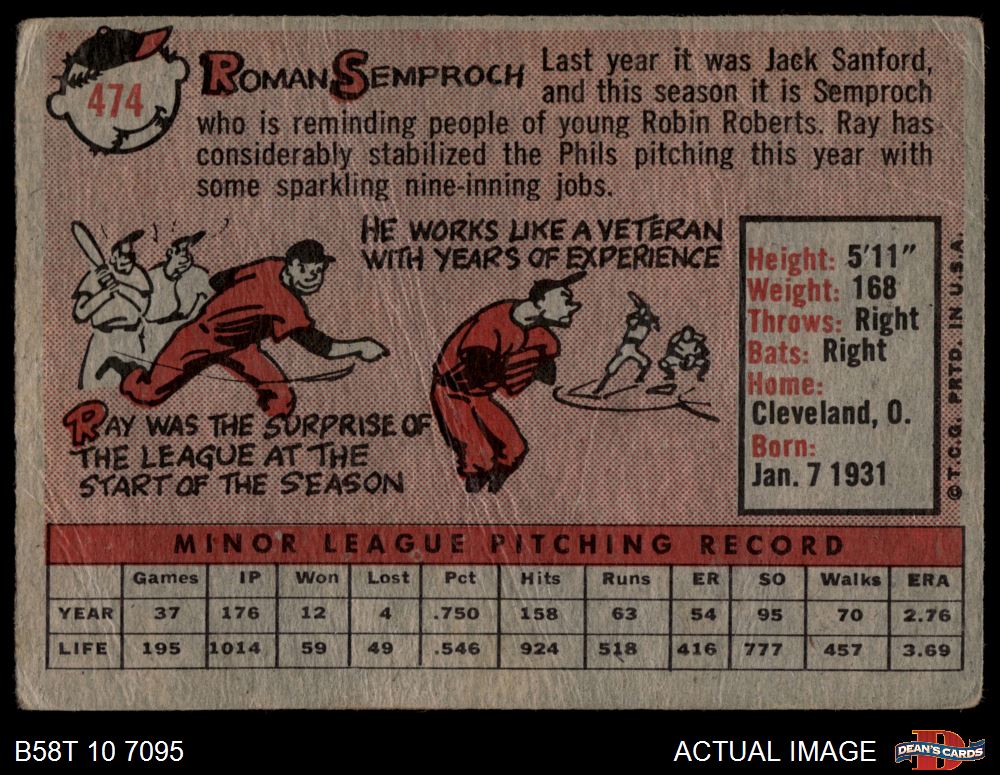 474
ROMAN SEMPROCH
Last year it was Jack Sanford,
and this season it is Semproch
who is reminding people of young Robin Roberts. Ray has
considerably stabilized the Phils pitching this year with
some sparkling nine-inning jobs.
HE WORKS LIKE A VETERAN
WITH YEARS OF EXPERIENCE
RAY WAS THE SURPRISE OF
THE LEAGUE AT THE
START OF THE SEASON
Height: 5'11"
Weight: 168
Throws: Right
Bats: Right
Home:
Cleveland, O.
Born:
Jan. 7 1931
© T.C.G. PRTD. IN U.S.A.
MINOR LEAGUE PITCHING RECORD
Games IP Won Lost Pct Hits Runs ER SO Walks ERA
YEAR 37 176 12 4 .750 158 63 54 95 70 2.76
LIFE 195 1014 59 49 .546 924 518 416 777 457 3.69
B58T 10 7095
ACTUAL IMAGE
D
DEAN'S CARDS